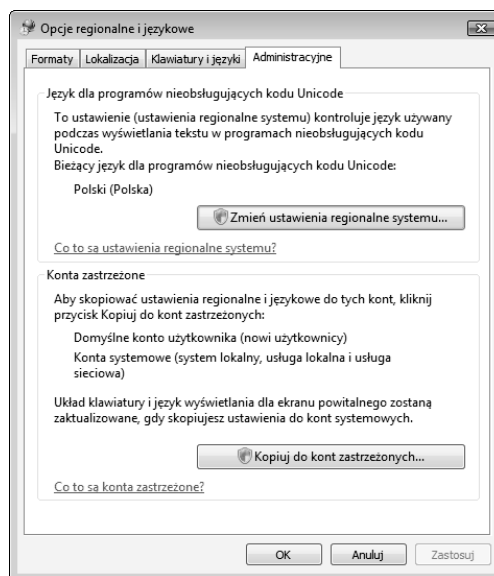 Opcje regionalne i językowe
Formaty Lokalizacja Klawiatury i języki Administracyjne
Język dla programów nieobsługujących kodu Unicode
To ustawienie (ustawienia regionalne systemu) kontroluje język używany
podczas wyświetlania tekstu w programach nieobsługujących kodu
Unicode.
Bieżący język dla programów nieobsługujących kodu Unicode:
Polski (Polska)
Zmień ustawienia regionalne systemu...
Co to są ustawienia regionalne systemu?
Konta zastrzeżone
Aby skopiować ustawienia regionalne i językowe do tych kont, kliknij
przycisk Kopiuj do kont zastrzeżonych:
Domyślne konto użytkownika (nowi użytkownicy)
Konta systemowe (system lokalny, usługa lokalna i usługa
sieciowa)
Układ klawiatury i język wyświetlania dla ekranu powitalnego zostaną
zaktualizowane, gdy skopiujesz ustawienia do kont systemowych.
Kopiuj do kont zastrzeżonych...
Co to są konta zastrzeżone?
OK Anuluj Zastosuj